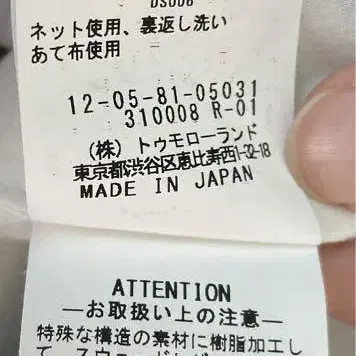 DS006
ネット使用、裏返し洗い
あて布使用
12-05-81-05031
310008 R-01
(株) トゥモローランド
東京都渋谷区恵比寿西1-32-18
MADE IN JAPAN
ATTENTION
―お取扱い上の注意―
特殊な構造の素材に樹脂加工し